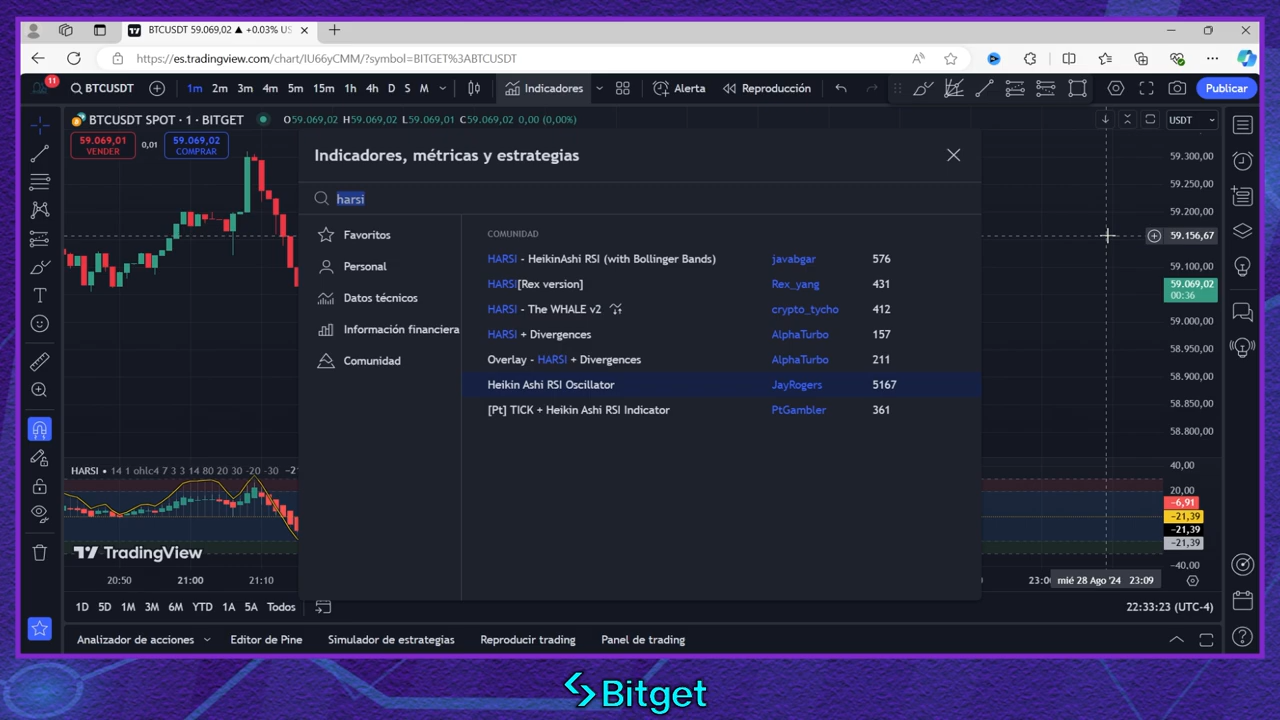 BTCUSDT 59.069,02 ▲ +0.03% US
https://es.tradingview.com/chart/IU66yCMM/?symbol=BITGET%3ABTCUSDT
11
BTCUSDT
1m 2m 3m 4m 5m 15m 1h 4h D S M
Indicadores
Alerta
Reproducción
Publicar
BTCUSDT SPOT · 1 · BITGET
O59.069,02 H59.069,02 L59.069,01 C59.069,02 0,00 (0,00%)
USDT
59.069,01
VENDER
0,01
59.069,02
COMPRAR
Indicadores, métricas y estrategias
harsi
Favoritos
Personal
Datos técnicos
Información financiera
Comunidad
COMUNIDAD
HARSI - HeikinAshi RSI (with Bollinger Bands) javabgar 576
HARSI[Rex version] Rex_yang 431
HARSI - The WHALE v2 crypto_tycho 412
HARSI + Divergences AlphaTurbo 157
Overlay - HARSI + Divergences AlphaTurbo 211
Heikin Ashi RSI Oscillator JayRogers 5167
[Pt] TICK + Heikin Ashi RSI Indicator PtGambler 361
59.300,00
59.250,00
59.200,00
59.156,67
59.100,00
59.069,02
00:36
59.000,00
58.950,00
58.900,00
58.850,00
58.800,00
HARSI • 14 1 ohlc4 7 3 3 14 80 20 30 -20 -30
40,00
20,00
−6,91
−21,39
−21,39
−21,39
−40,00
TradingView
20:50 21:00 21:10
mié 28 Ago '24 23:09
1D 5D 1M 3M 6M YTD 1A 5A Todos
22:33:23 (UTC-4)
Analizador de acciones
Editor de Pine
Simulador de estrategias
Reproducir trading
Panel de trading
Bitget